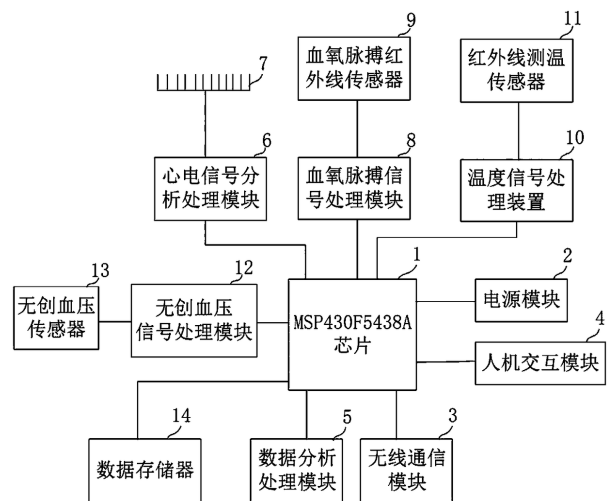 9
血氧脉搏红
外线传感器
11
红外线测温
传感器
7
6
心电信号分
析处理模块
8
血氧脉搏信
号处理模块
10
温度信号处
理装置
13
无创血压
传感器
12
无创血压
信号处理模块
1
MSP430F5438A
芯片
2
电源模块
4
人机交互模块
14
数据存储器
5
数据分析
处理模块
3
无线通信
模块